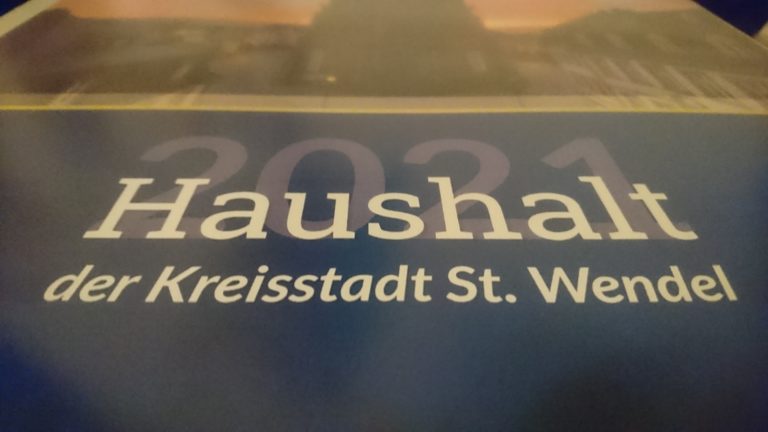 2021
Haushalt
der Kreisstadt St. Wendel